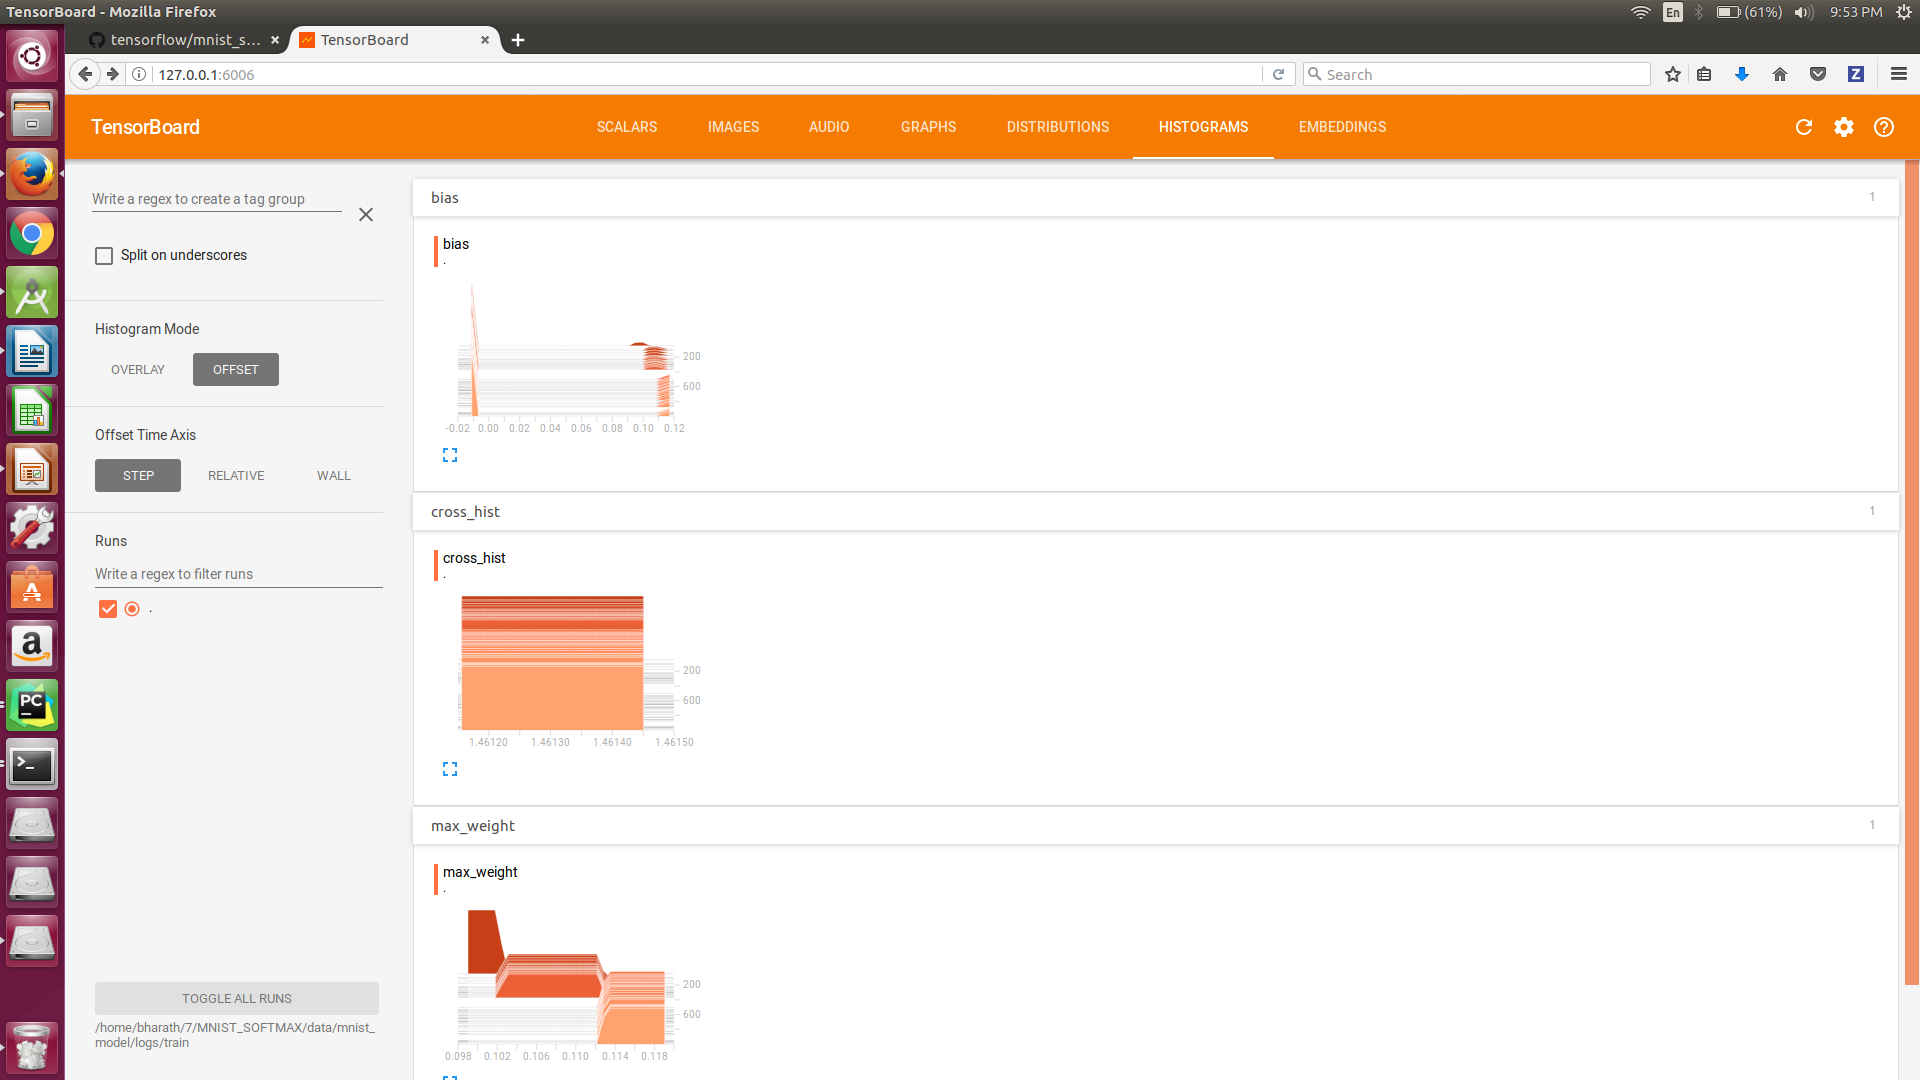 TensorBoard - Mozilla Firefox
En
(61%)
9:53 PM
tensorflow/mnist_s...
TensorBoard
127.0.0.1:6006
Search
Z
TensorBoard
SCALARS
IMAGES
AUDIO
GRAPHS
DISTRIBUTIONS
HISTOGRAMS
EMBEDDINGS
Write a regex to create a tag group
Split on underscores
Histogram Mode
OVERLAY
OFFSET
Offset Time Axis
STEP
RELATIVE
WALL
Runs
Write a regex to filter runs
.
TOGGLE ALL RUNS
/home/bharath/7/MNIST_SOFTMAX/data/mnist_
model/logs/train
bias
1
bias
.
200
600
-0.02 0.00 0.02 0.04 0.06 0.08 0.10 0.12
cross_hist
1
cross_hist
.
200
600
1.46120 1.46130 1.46140 1.46150
max_weight
1
max_weight
.
200
600
0.098 0.102 0.106 0.110 0.114 0.118
A
a
PC
>_